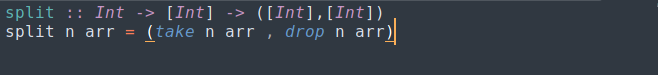 split :: Int -> [Int] -> ([Int],[Int])
split n arr = (take n arr , drop n arr)